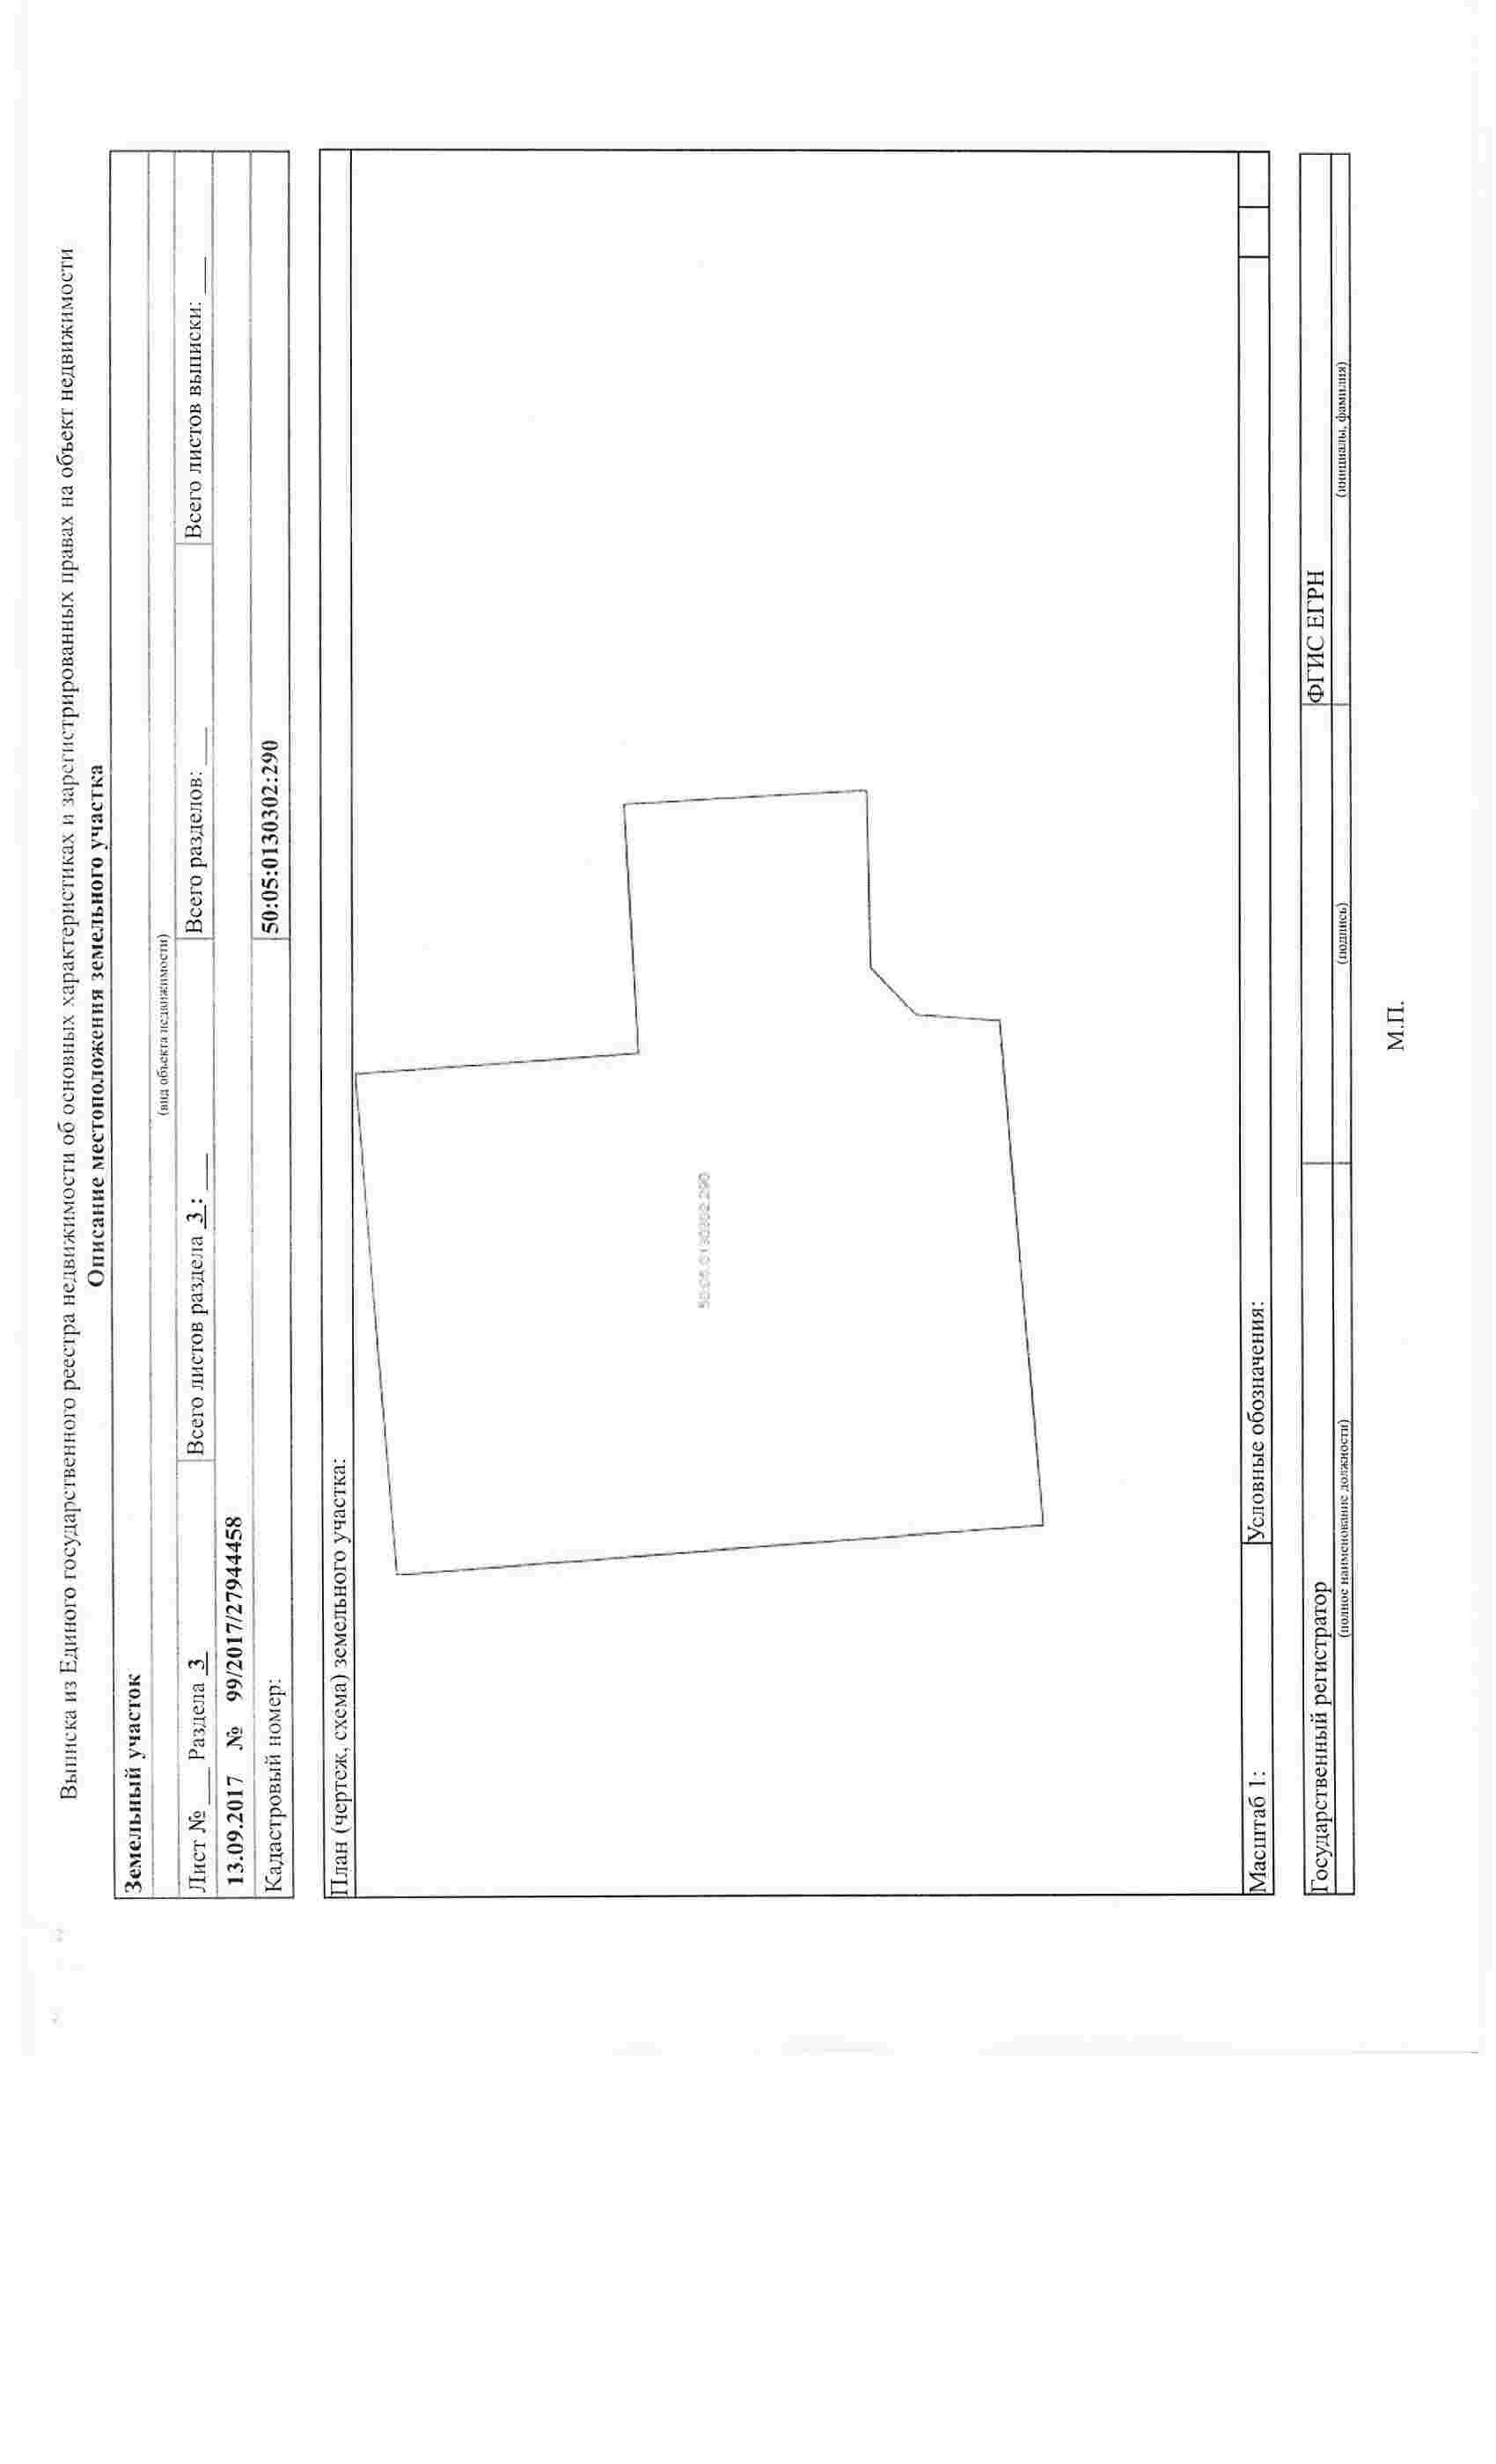 Выписка из Единого государственного реестра недвижимости об основных характеристиках и зарегистрированных правах на объект недвижимости
Описание местоположения земельного участка
Земельный участок
(вид объекта недвижимости)
Лист № ___ Раздела 3 Всего листов раздела 3 : ___ Всего разделов: ___ Всего листов выписки: ___
13.09.2017 № 99/2017/27944458
Кадастровый номер: 50:05:0130302:290
План (чертеж, схема) земельного участка:
50:05:0130302:290
Масштаб 1: Условные обозначения:
Государственный регистратор ФГИС ЕГРН
(полное наименование должности) (подпись) (инициалы, фамилия)
М.П.